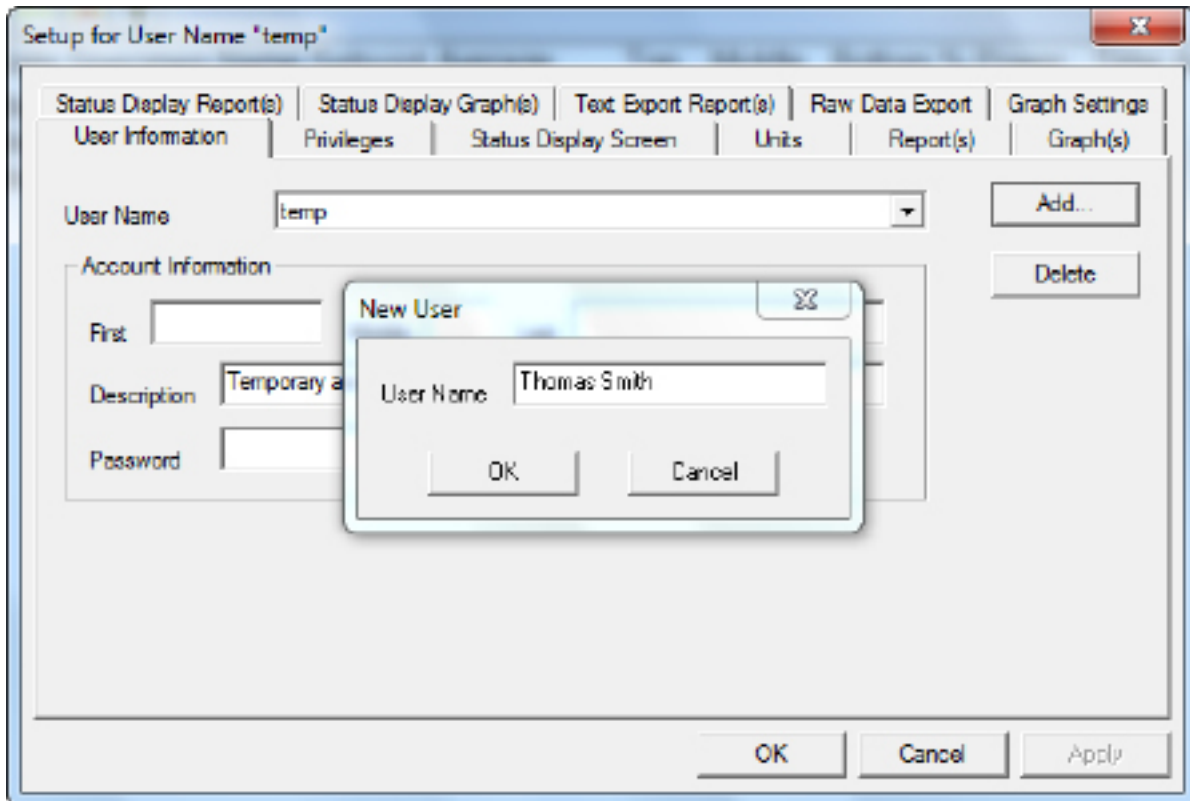 Setup for User Name "temp"
Status Display Report(s) Status Display Graph(s) Text Export Report(s) Raw Data Export Graph Settings
User Information Privileges Status Display Screen Units Report(s) Graph(s)
User Name temp Add...
Account Information Delete
New User
First
User Name Thomas Smith
Description Temporary a
Password
OK Cancel
OK Cancel Apply